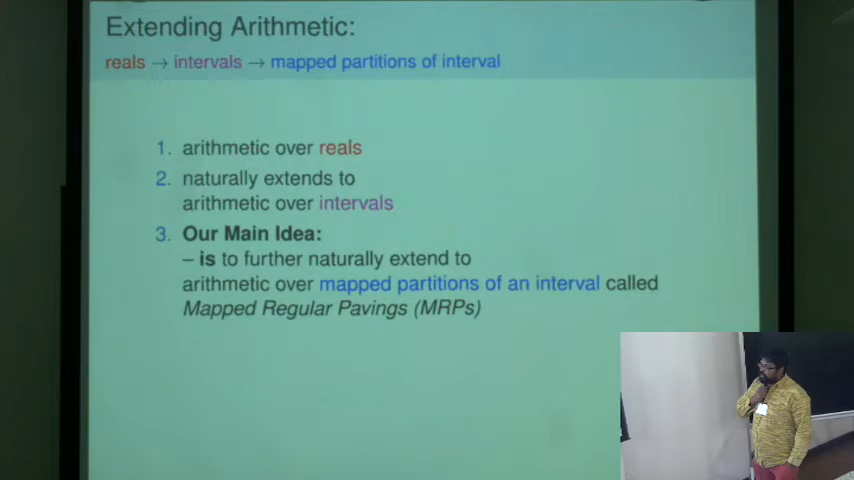 Extending Arithmetic:
reals → intervals → mapped partitions of interval
1. arithmetic over reals
2. naturally extends to
arithmetic over intervals
3. Our Main Idea:
– is to further naturally extend to
arithmetic over mapped partitions of an interval called
Mapped Regular Pavings (MRPs)